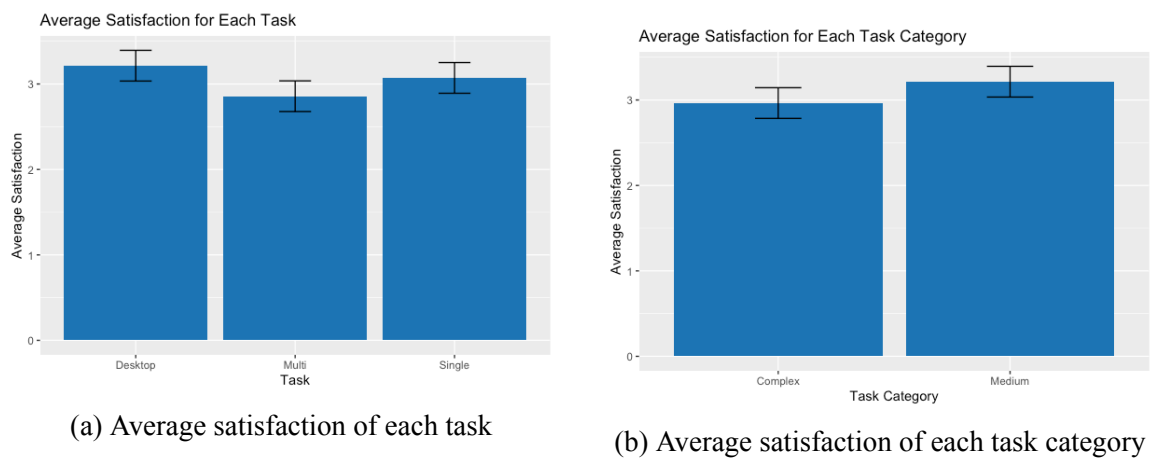 Average Satisfaction for Each Task
Average Satisfaction
3
2
1
0
Desktop Multi Single
Task
(a) Average satisfaction of each task
Average Satisfaction for Each Task Category
Average Satisfaction
3
2
1
0
Complex Medium
Task Category
(b) Average satisfaction of each task category